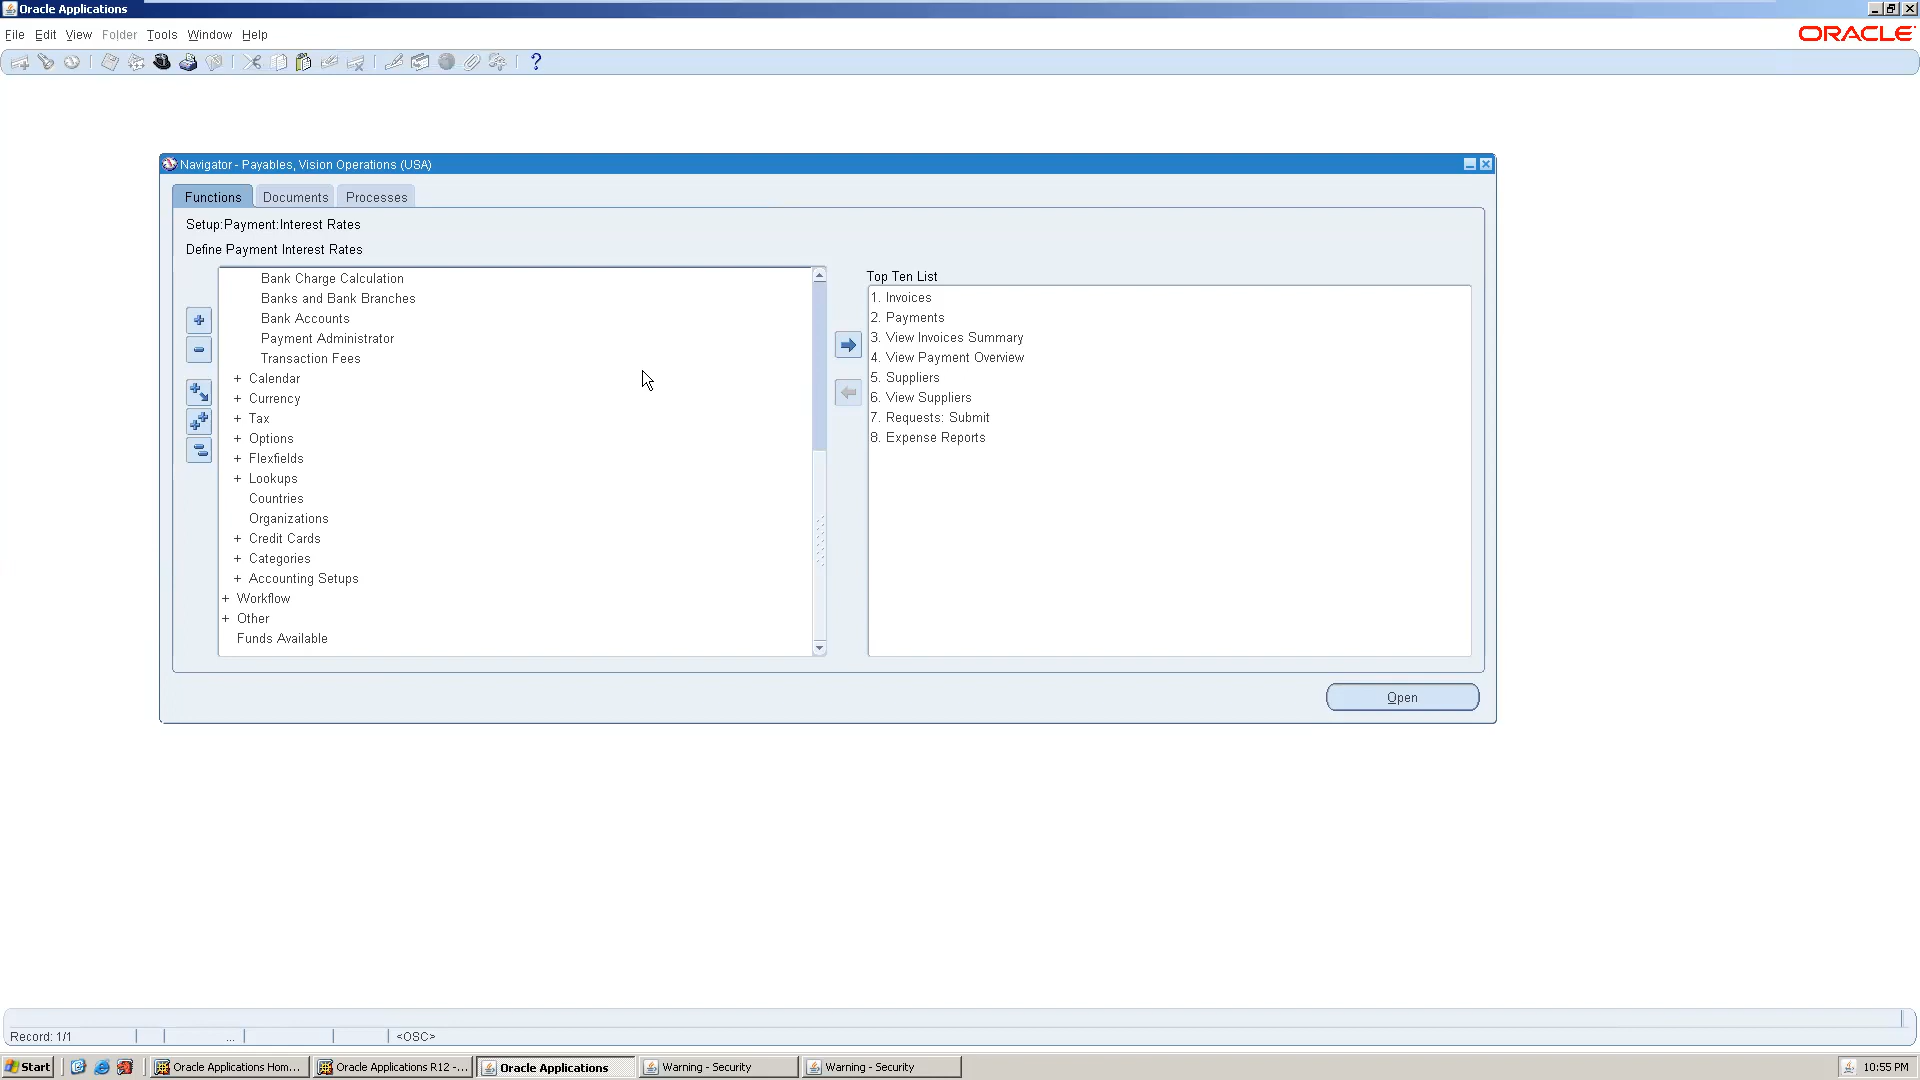 Oracle Applications
File Edit View Folder Tools Window Help
ORACLE
?
Navigator - Payables, Vision Operations (USA)
Functions Documents Processes
Setup:Payment:Interest Rates
Define Payment Interest Rates
Bank Charge Calculation
Banks and Bank Branches
Bank Accounts
Payment Administrator
Transaction Fees
+ Calendar
+ Currency
+ Tax
+ Options
+ Flexfields
+ Lookups
Countries
Organizations
+ Credit Cards
+ Categories
+ Accounting Setups
+ Workflow
+ Other
Funds Available
Top Ten List
1. Invoices
2. Payments
3. View Invoices Summary
4. View Payment Overview
5. Suppliers
6. View Suppliers
7. Requests: Submit
8. Expense Reports
Open
Record: 1/1 ... <OSC>
Start Oracle Applications Hom... Oracle Applications R12 -... Oracle Applications Warning - Security Warning - Security 10:55 PM